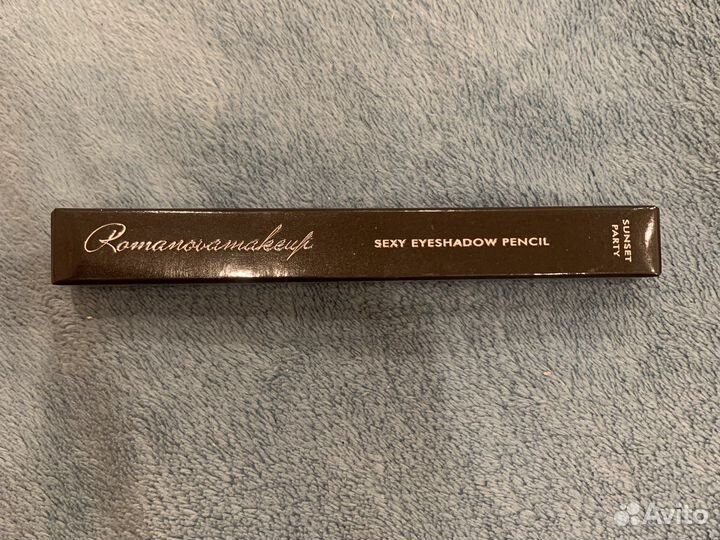 Romanovamakeup
SEXY EYESHADOW PENCIL
SUNSET
PARTY
Avito